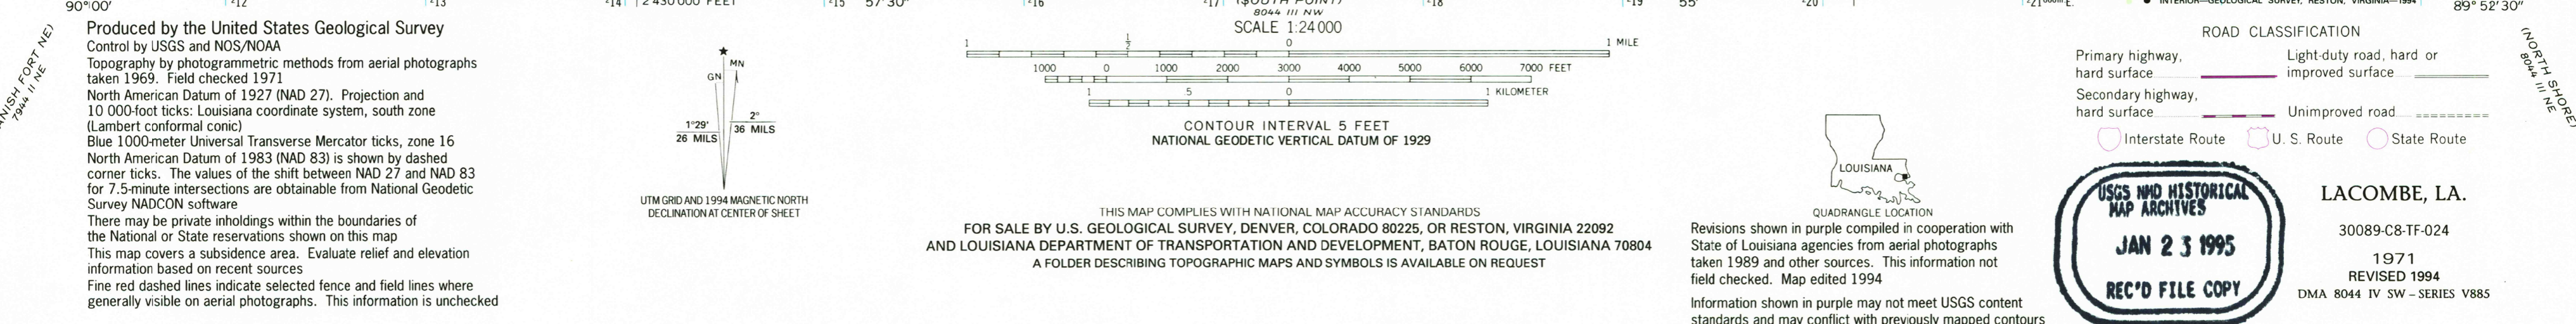 90°00'
57'30"
(SOUTH POINT)
8044 III NW
55'
INTERIOR—GEOLOGICAL SURVEY, RESTON, VIRGINIA—1994
89° 52'30"
2 430 000 FEET
7944 II NE
Produced by the United States Geological Survey
Control by USGS and NOS/NOAA
Topography by photogrammetric methods from aerial photographs
taken 1969. Field checked 1971
North American Datum of 1927 (NAD 27). Projection and
10 000-foot ticks: Louisiana coordinate system, south zone
(Lambert conformal conic)
Blue 1000-meter Universal Transverse Mercator ticks, zone 16
North American Datum of 1983 (NAD 83) is shown by dashed
corner ticks. The values of the shift between NAD 27 and NAD 83
for 7.5-minute intersections are obtainable from National Geodetic
Survey NADCON software
There may be private inholdings within the boundaries of
the National or State reservations shown on this map
This map covers a subsidence area. Evaluate relief and elevation
information based on recent sources
Fine red dashed lines indicate selected fence and field lines where
generally visible on aerial photographs. This information is unchecked
★
MN
GN
1°29'
26 MILS
2°
36 MILS
UTM GRID AND 1994 MAGNETIC NORTH
DECLINATION AT CENTER OF SHEET
SCALE 1:24 000
1 ½ 0 1 MILE
1000 0 1000 2000 3000 4000 5000 6000 7000 FEET
1 .5 0 1 KILOMETER
CONTOUR INTERVAL 5 FEET
NATIONAL GEODETIC VERTICAL DATUM OF 1929
THIS MAP COMPLIES WITH NATIONAL MAP ACCURACY STANDARDS
FOR SALE BY U.S. GEOLOGICAL SURVEY, DENVER, COLORADO 80225, OR RESTON, VIRGINIA 22092
AND LOUISIANA DEPARTMENT OF TRANSPORTATION AND DEVELOPMENT, BATON ROUGE, LOUISIANA 70804
A FOLDER DESCRIBING TOPOGRAPHIC MAPS AND SYMBOLS IS AVAILABLE ON REQUEST
LOUISIANA
QUADRANGLE LOCATION
Revisions shown in purple compiled in cooperation with
State of Louisiana agencies from aerial photographs
taken 1989 and other sources. This information not
field checked. Map edited 1994
Information shown in purple may not meet USGS content
standards and may conflict with previously mapped contours
ROAD CLASSIFICATION
Primary highway,
hard surface
Light-duty road, hard or
improved surface
Secondary highway,
hard surface
Unimproved road
Interstate Route
U. S. Route
State Route
USGS NMD HISTORICAL
MAP ARCHIVES
JAN 23 1995
REC'D FILE COPY
LACOMBE, LA.
30089-C8-TF-024
1971
REVISED 1994
DMA 8044 IV SW – SERIES V885
(NORTH SHORE)
8044 III NE